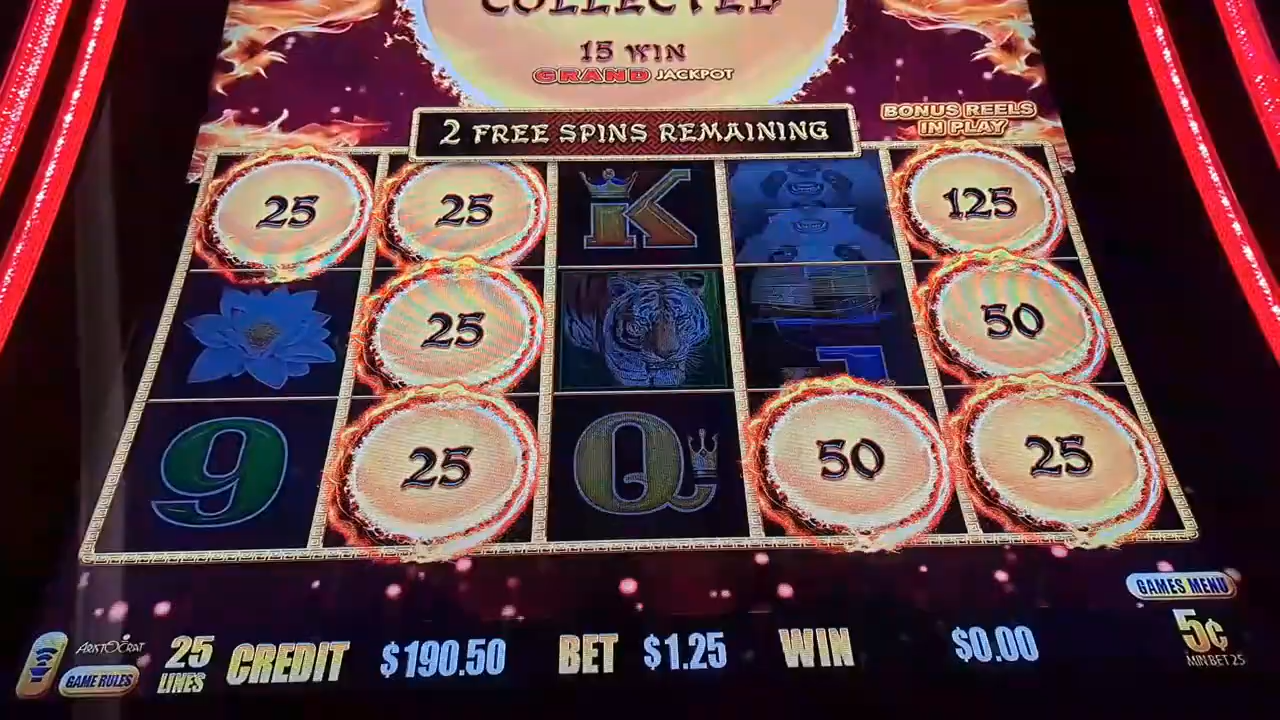 COLLECTED
15 WIN
GRAND JACKPOT
2 FREE SPINS REMAINING
BONUS REELS
IN PLAY
25
25
K
125
25
50
9
25
Q
50
25
GAMES MENU
ARISTOCRAT
GAME RULES
25
LINES
CREDIT $190.50
BET $1.25
WIN $0.00
5¢
MIN BET 25